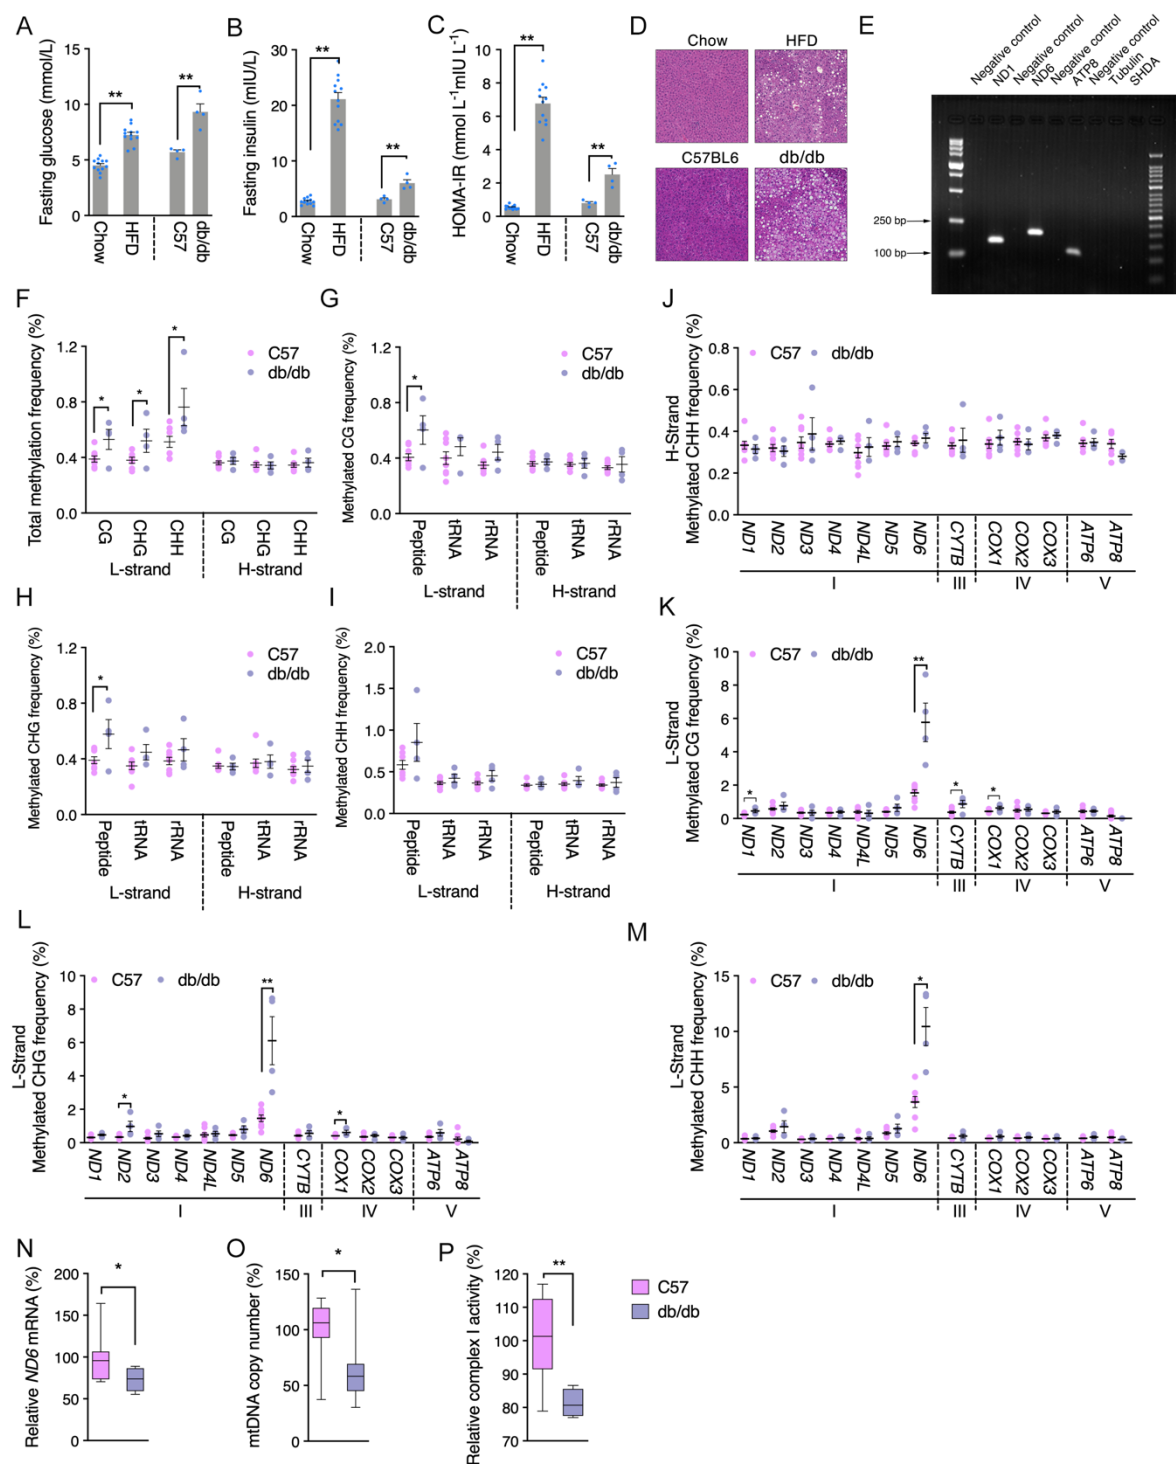 A
Fasting glucose (mmol/L)
15
10
5
0
**
**
Chow
HFD
C57
db/db
B
Fasting insulin (mIU/L)
30
20
10
0
**
**
Chow
HFD
C57
db/db
C
HOMA-IR (mmol L-1mIU L-1)
10
8
6
4
2
0
**
**
Chow
HFD
C57
db/db
D
Chow HFD
C57BL6 db/db
E
Negative control
ND1
Negative control
ND6
Negative control
ATP8
Negative control
Tubulin
SHDA
250 bp
100 bp
F
Total methylation frequency (%)
1.2
0.8
0.4
0.0
C57
db/db
*
*
*
CG
CHG
CHH
CG
CHG
CHH
L-strand H-strand
G
Methylated CG frequency (%)
1.2
0.8
0.4
0.0
C57
db/db
*
Peptide
tRNA
rRNA
Peptide
tRNA
rRNA
L-strand H-strand
J
H-Strand
Methylated CHH frequency (%)
0.8
0.6
0.4
0.2
0.0
C57 db/db
ND1
ND2
ND3
ND4
ND4L
ND5
ND6
CYTB
COX1
COX2
COX3
ATP6
ATP8
I III IV V
H
Methylated CHG frequency (%)
1.2
0.8
0.4
0.0
C57
db/db
*
Peptide
tRNA
rRNA
Peptide
tRNA
rRNA
L-strand H-strand
I
Methylated CHH frequency (%)
2.0
1.5
1.0
0.5
0.0
C57
db/db
Peptide
tRNA
rRNA
Peptide
tRNA
rRNA
L-strand H-strand
K
L-Strand
Methylated CG frequency (%)
10
8
6
4
2
0
C57 db/db
*
**
*
*
ND1
ND2
ND3
ND4
ND4L
ND5
ND6
CYTB
COX1
COX2
COX3
ATP6
ATP8
I III IV V
L
L-Strand
Methylated CHG frequency (%)
10
8
6
4
2
0
C57 db/db
*
**
*
ND1
ND2
ND3
ND4
ND4L
ND5
ND6
CYTB
COX1
COX2
COX3
ATP6
ATP8
I III IV V
M
L-Strand
Methylated CHH frequency (%)
15
10
5
0
C57 db/db
*
ND1
ND2
ND3
ND4
ND4L
ND5
ND6
CYTB
COX1
COX2
COX3
ATP6
ATP8
I III IV V
N
Relative ND6 mRNA (%)
200
150
100
50
0
*
O
mtDNA copy number (%)
150
100
50
0
*
P
Relative complex I activity (%)
120
110
100
90
80
70
**
C57
db/db